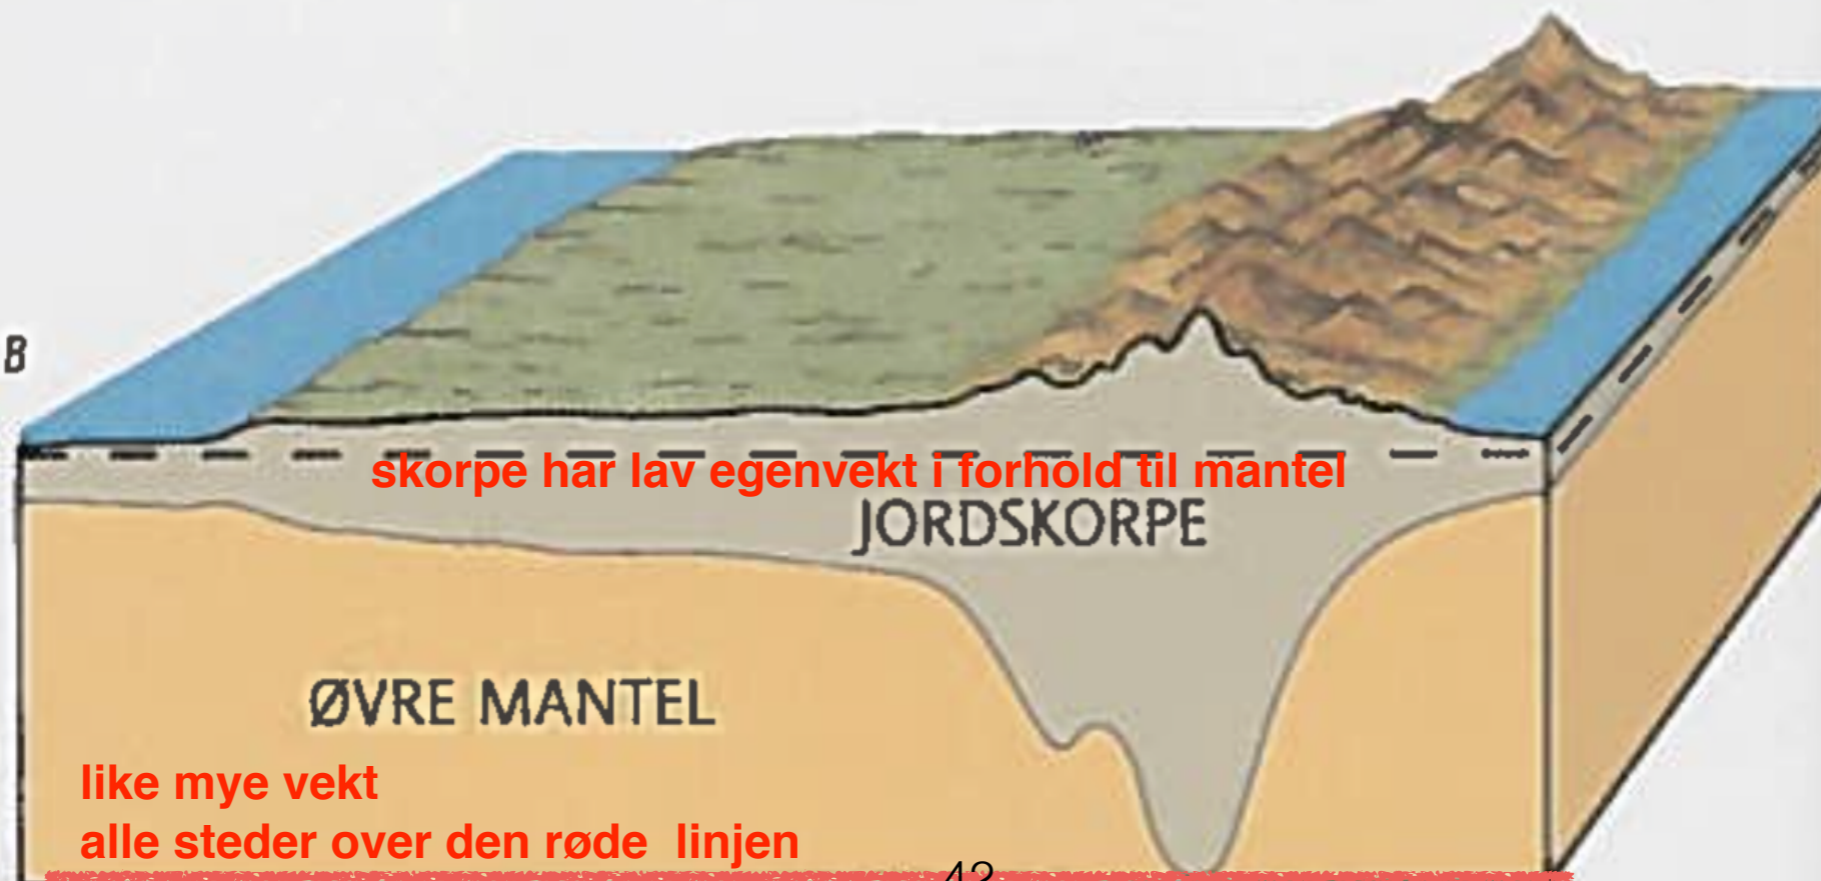 B
skorpe har lav egenvekt i forhold til mantel
JORDSKORPE
ØVRE MANTEL
like mye vekt
alle steder over den røde linjen
42